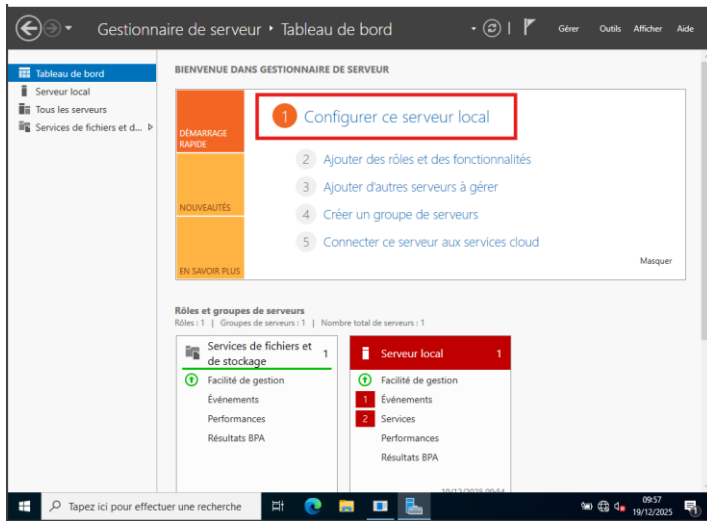 Gestionnaire de serveur • Tableau de bord
Gérer Outils Afficher Aide
Tableau de bord
Serveur local
Tous les serveurs
Services de fichiers et d...
BIENVENUE DANS GESTIONNAIRE DE SERVEUR
DÉMARRAGE
RAPIDE
NOUVEAUTÉS
EN SAVOIR PLUS
1 Configurer ce serveur local
2 Ajouter des rôles et des fonctionnalités
3 Ajouter d'autres serveurs à gérer
4 Créer un groupe de serveurs
5 Connecter ce serveur aux services cloud
Masquer
Rôles et groupes de serveurs
Rôles : 1 | Groupes de serveurs : 1 | Nombre total de serveurs : 1
Services de fichiers et
de stockage
1
Facilité de gestion
Événements
Performances
Résultats BPA
Serveur local 1
Facilité de gestion
1 Événements
2 Services
Performances
Résultats BPA
19/12/2025 09:54
Tapez ici pour effectuer une recherche
09:57
19/12/2025
1